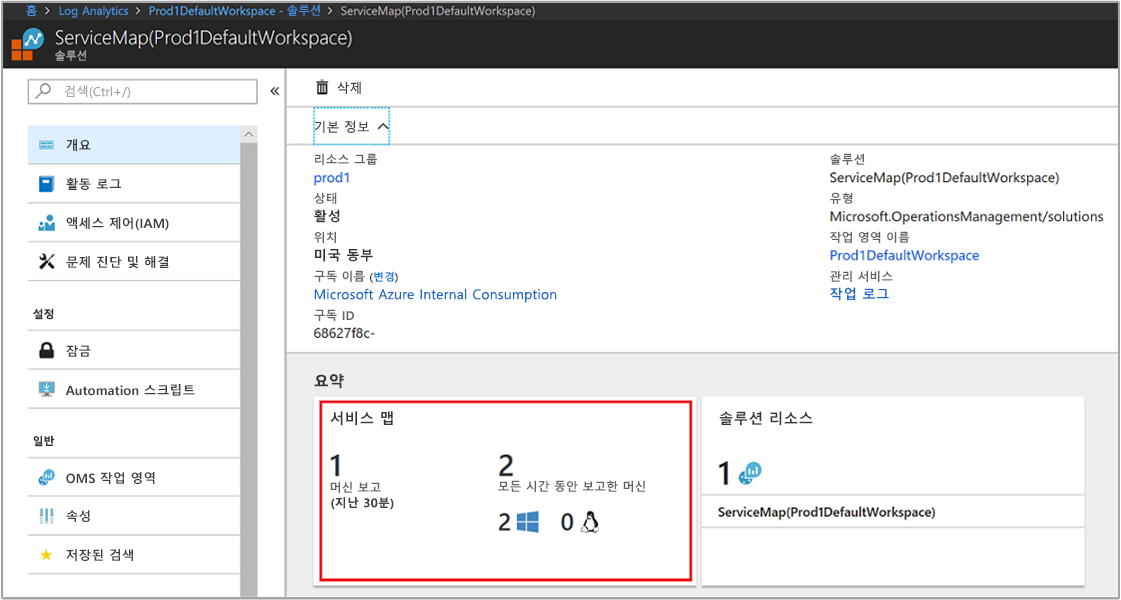 홈 > Log Analytics > Prod1DefaultWorkspace - 솔루션 > ServiceMap(Prod1DefaultWorkspace)
ServiceMap(Prod1DefaultWorkspace)
솔루션
검색(Ctrl+/)
«
개요
활동 로그
액세스 제어(IAM)
문제 진단 및 해결
설정
잠금
Automation 스크립트
일반
OMS 작업 영역
속성
저장된 검색
삭제
기본 정보
리소스 그룹
prod1
상태
활성
위치
미국 동부
구독 이름 (변경)
Microsoft Azure Internal Consumption
구독 ID
68627f8c-
솔루션
ServiceMap(Prod1DefaultWorkspace)
유형
Microsoft.OperationsManagement/solutions
작업 영역 이름
Prod1DefaultWorkspace
관리 서비스
작업 로그
요약
서비스 맵
1
머신 보고
(지난 30분)
2
모든 시간 동안 보고한 머신
2 0
솔루션 리소스
1
ServiceMap(Prod1DefaultWorkspace)